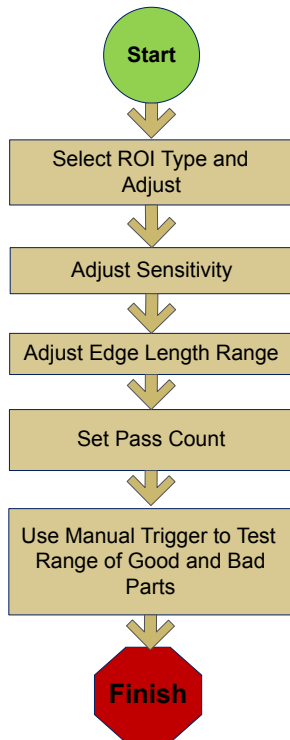 Start
Select ROI Type and
Adjust
Adjust Sensitivity
Adjust Edge Length Range
Set Pass Count
Use Manual Trigger to Test
Range of Good and Bad
Parts
Finish